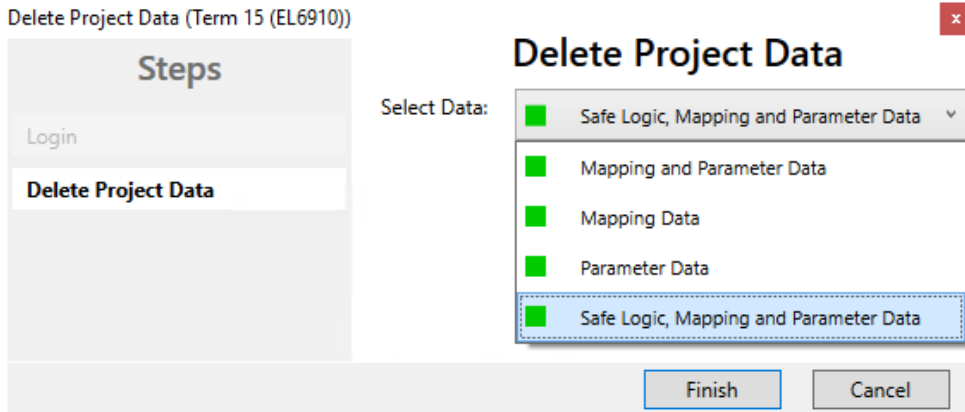 Delete Project Data (Term 15 (EL6910))
x
Steps
Login
Delete Project Data
Delete Project Data
Select Data:
Safe Logic, Mapping and Parameter Data
Mapping and Parameter Data
Mapping Data
Parameter Data
Safe Logic, Mapping and Parameter Data
Finish
Cancel